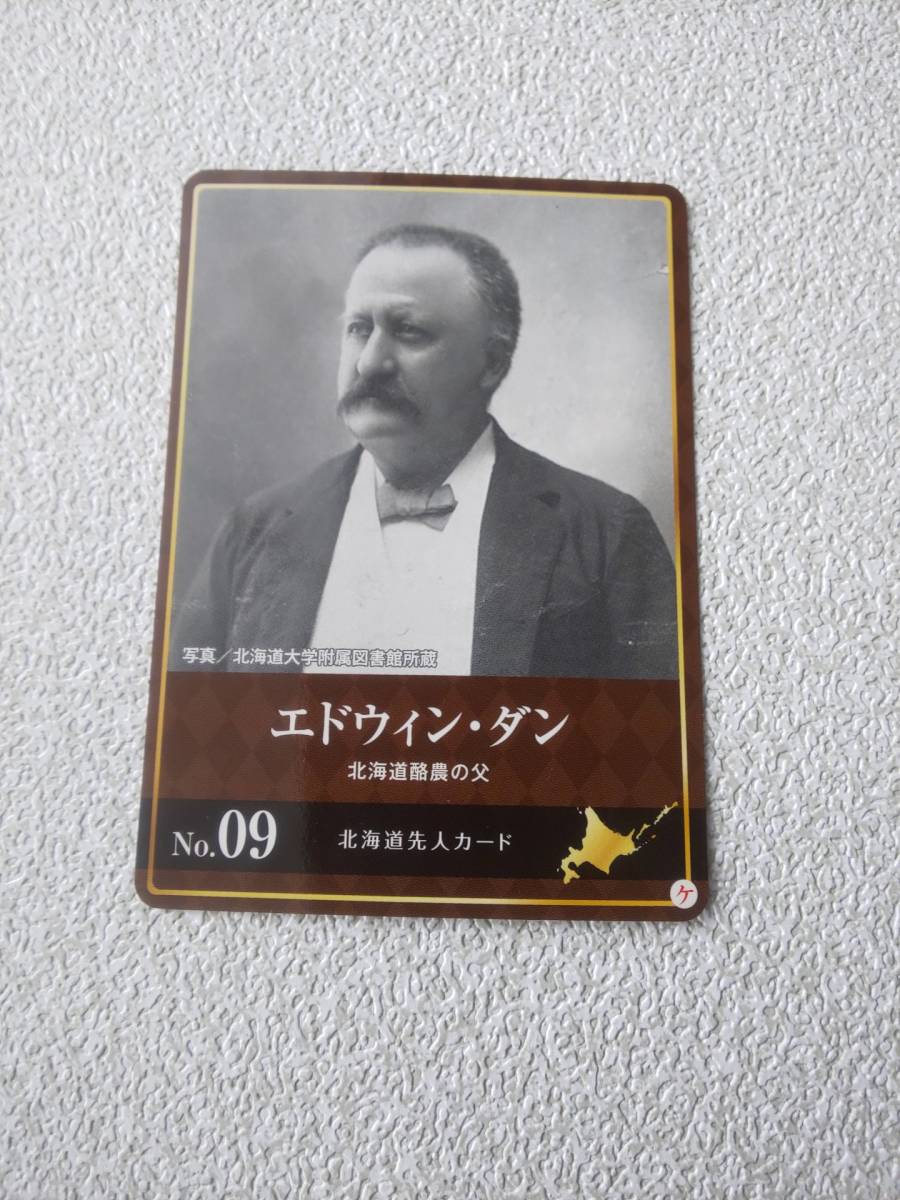 写真／北海道大学附属図書館所蔵
エドウィン・ダン
北海道酪農の父
No.09
北海道先人カード
ケ